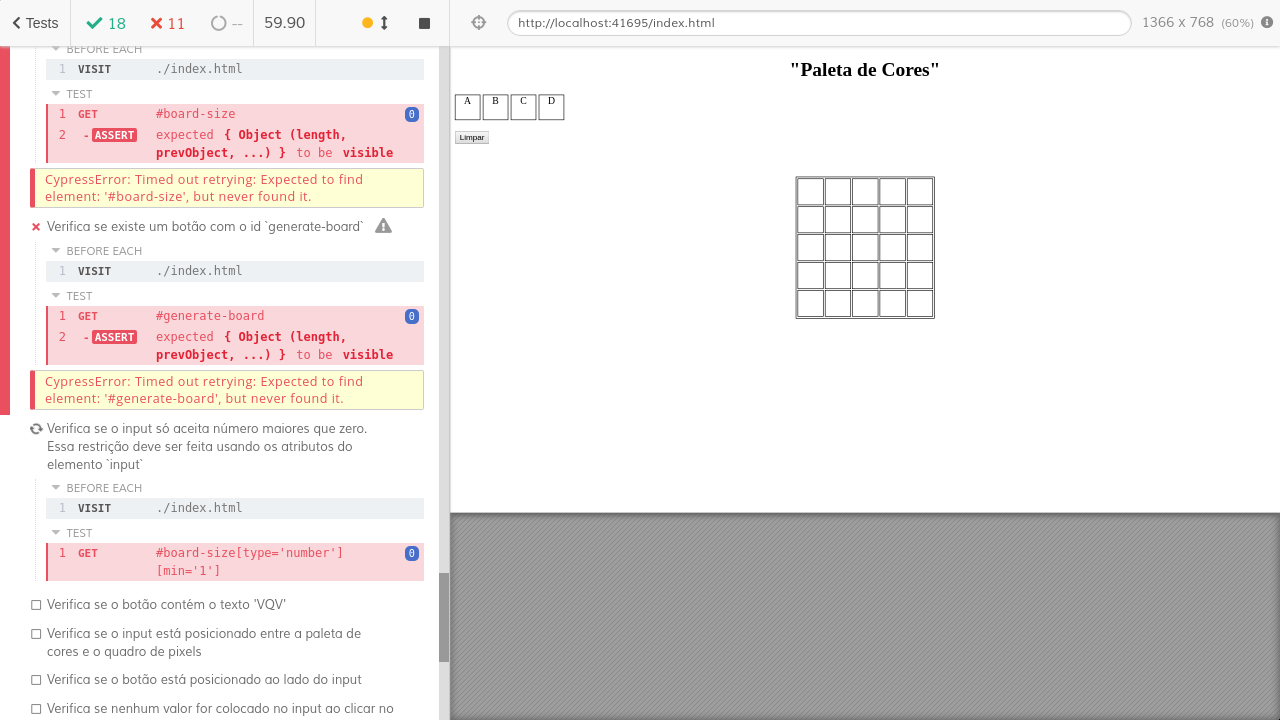 Tests
18
11
--
59.90
http://localhost:41695/index.html
1366 x 768 (60%)
BEFORE EACH
1 VISIT ./index.html
TEST
1 GET #board-size 0
2 - ASSERT expected { Object (length,
prevObject, ...) } to be visible
CypressError: Timed out retrying: Expected to find
element: '#board-size', but never found it.
Verifica se existe um botão com o id `generate-board`
BEFORE EACH
1 VISIT ./index.html
TEST
1 GET #generate-board 0
2 - ASSERT expected { Object (length,
prevObject, ...) } to be visible
CypressError: Timed out retrying: Expected to find
element: '#generate-board', but never found it.
Verifica se o input só aceita número maiores que zero.
Essa restrição deve ser feita usando os atributos do
elemento `input`
BEFORE EACH
1 VISIT ./index.html
TEST
1 GET #board-size[type='number'] 0
[min='1']
Verifica se o botão contém o texto 'VQV'
Verifica se o input está posicionado entre a paleta de
cores e o quadro de pixels
Verifica se o botão está posicionado ao lado do input
Verifica se nenhum valor for colocado no input ao clicar no
"Paleta de Cores"
A B C D
Limpar